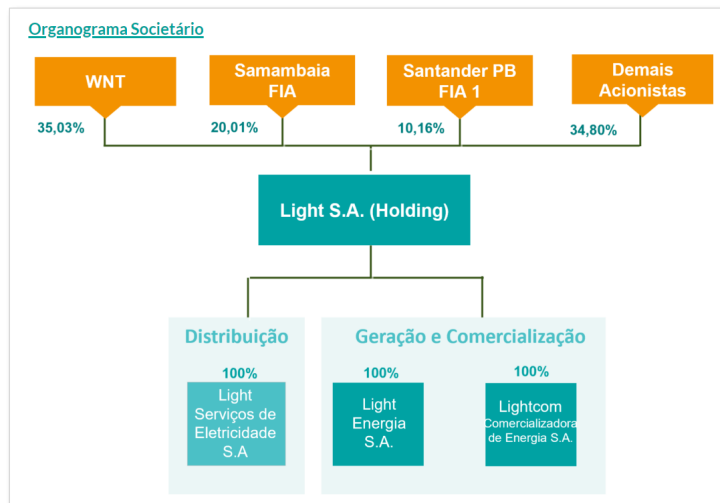 Organograma Societário
WNT
Samambaia
FIA
Santander PB
FIA 1
Demais
Acionistas
35,03%
20,01%
10,16%
34,80%
Light S.A. (Holding)
Distribuição
Geração e Comercialização
100%
100%
100%
Light
Serviços de
Eletricidade
S.A
Light
Energia
S.A.
Lightcom
Comercializadora
de Energia S.A.